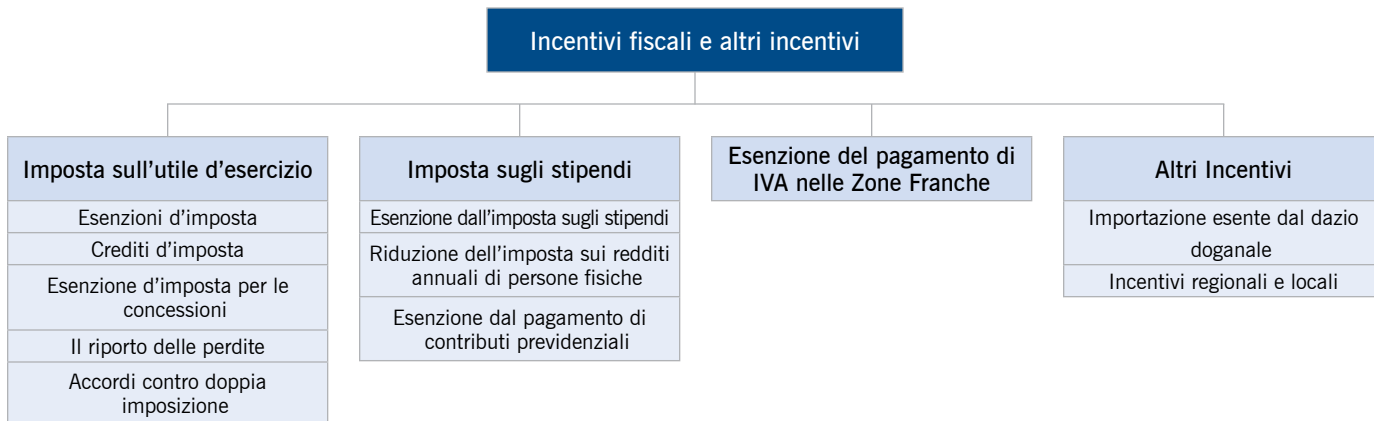 Incentivi fiscali e altri incentivi
Imposta sull'utile d'esercizio
Esenzioni d'imposta
Crediti d'imposta
Esenzione d'imposta per le
concessioni
Il riporto delle perdite
Accordi contro doppia
imposizione
Imposta sugli stipendi
Esenzione dall'imposta sugli stipendi
Riduzione dell'imposta sui redditi
annuali di persone fisiche
Esenzione dal pagamento di
contributi previdenziali
Esenzione del pagamento di
IVA nelle Zone Franche
Altri Incentivi
Importazione esente dal dazio
doganale
Incentivi regionali e locali